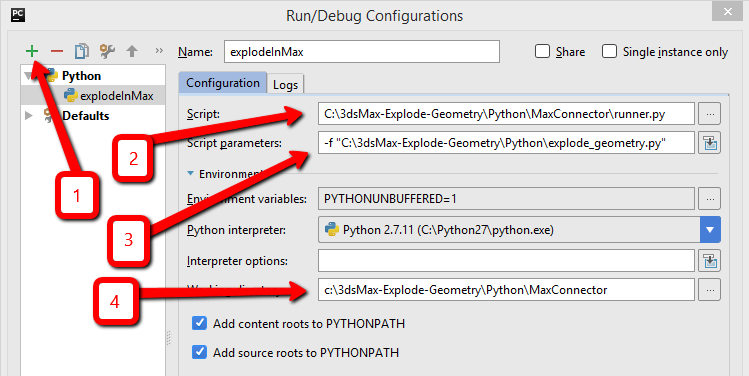 PC
Run/Debug Configurations
Name: explodeInMax
Share
Single instance only
Python
explodeInMax
Defaults
Configuration
Logs
Script: C:\3dsMax-Explode-Geometry\Python\MaxConnector\runner.py
Script parameters: -f "C:\3dsMax-Explode-Geometry\Python\explode_geometry.py"
Environment
Environment variables: PYTHONUNBUFFERED=1
Python interpreter: Python 2.7.11 (C:\Python27\python.exe)
Interpreter options:
c:\3dsMax-Explode-Geometry\Python\MaxConnector
Add content roots to PYTHONPATH
Add source roots to PYTHONPATH
1
2
3
4